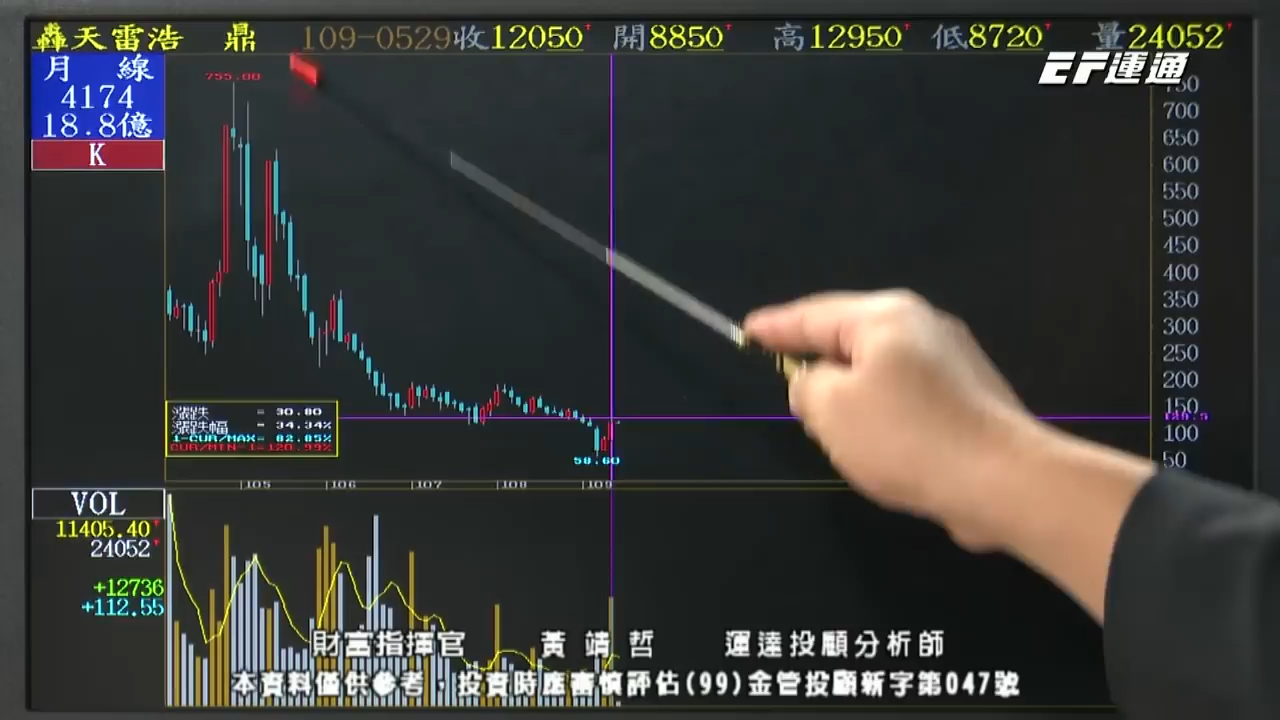 轟天雷浩 鼎 109-0529收12050 開8850 高12950 低8720 量24052
EF運通
月 線
4174
18.8億
K
755.00
750
700
650
600
550
500
450
400
350
300
250
200
150
100
50
漲跌 = 30.80
漲跌幅 = 34.34%
1-CUR/MAX= 82.85%
CUR/MIN-1=120.99%
58.60
105 106 107 108 109
VOL
11405.40
24052
+12736
+112.55
財富指揮官 黃靖哲 運達投顧分析師
本資料僅供參考，投資時應審慎評估(99)金管投顧新字第047號